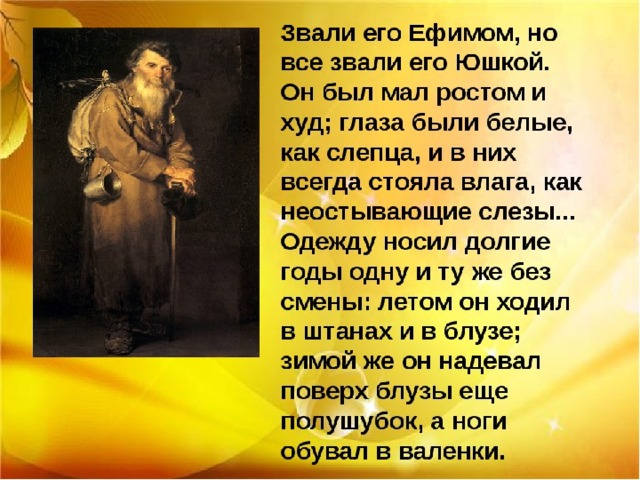 Звали его Ефимом, но
все звали его Юшкой.
Он был мал ростом и
худ; глаза были белые,
как слепца, и в них
всегда стояла влага, как
неостывающие слезы...
Одежду носил долгие
годы одну и ту же без
смены: летом он ходил
в штанах и в блузе;
зимой же он надевал
поверх блузы еще
полушубок, а ноги
обувал в валенки.